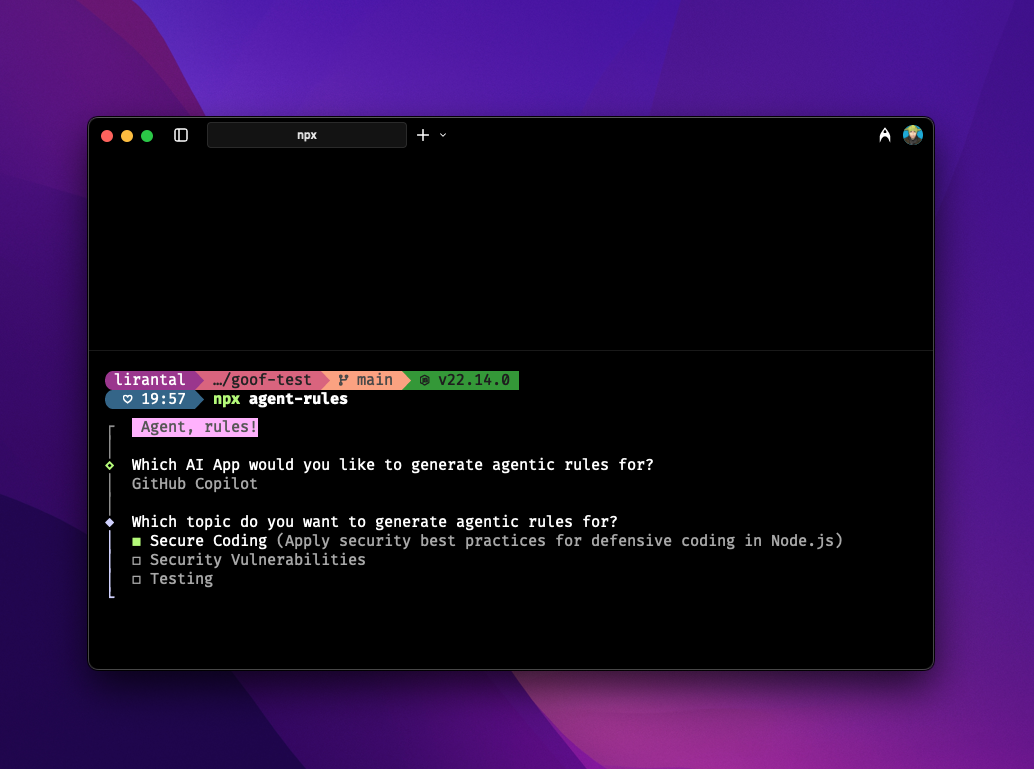 npx
lirantal …/goof-test main v22.14.0
19:57 npx agent-rules
Agent, rules!
Which AI App would you like to generate agentic rules for?
GitHub Copilot
Which topic do you want to generate agentic rules for?
Secure Coding (Apply security best practices for defensive coding in Node.js)
Security Vulnerabilities
Testing